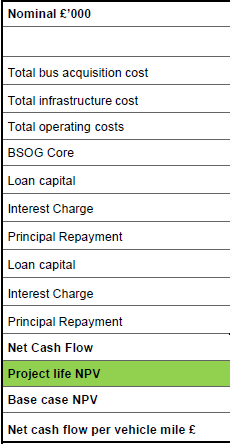 Nominal £'000
Total bus acquisition cost
Total infrastructure cost
Total operating costs
BSOG Core
Loan capital
Interest Charge
Principal Repayment
Loan capital
Interest Charge
Principal Repayment
Net Cash Flow
Project life NPV
Base case NPV
Net cash flow per vehicle mile £